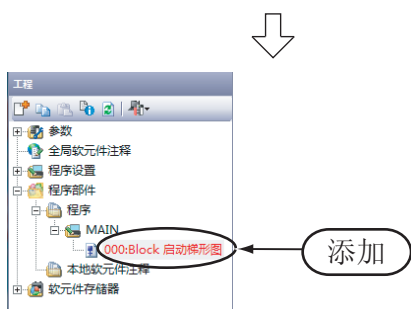 工程
参数
全局软元件注释
程序设置
程序部件
程序
MAIN
000:Block 启动梯形图
添加
本地软元件注释
软元件存储器